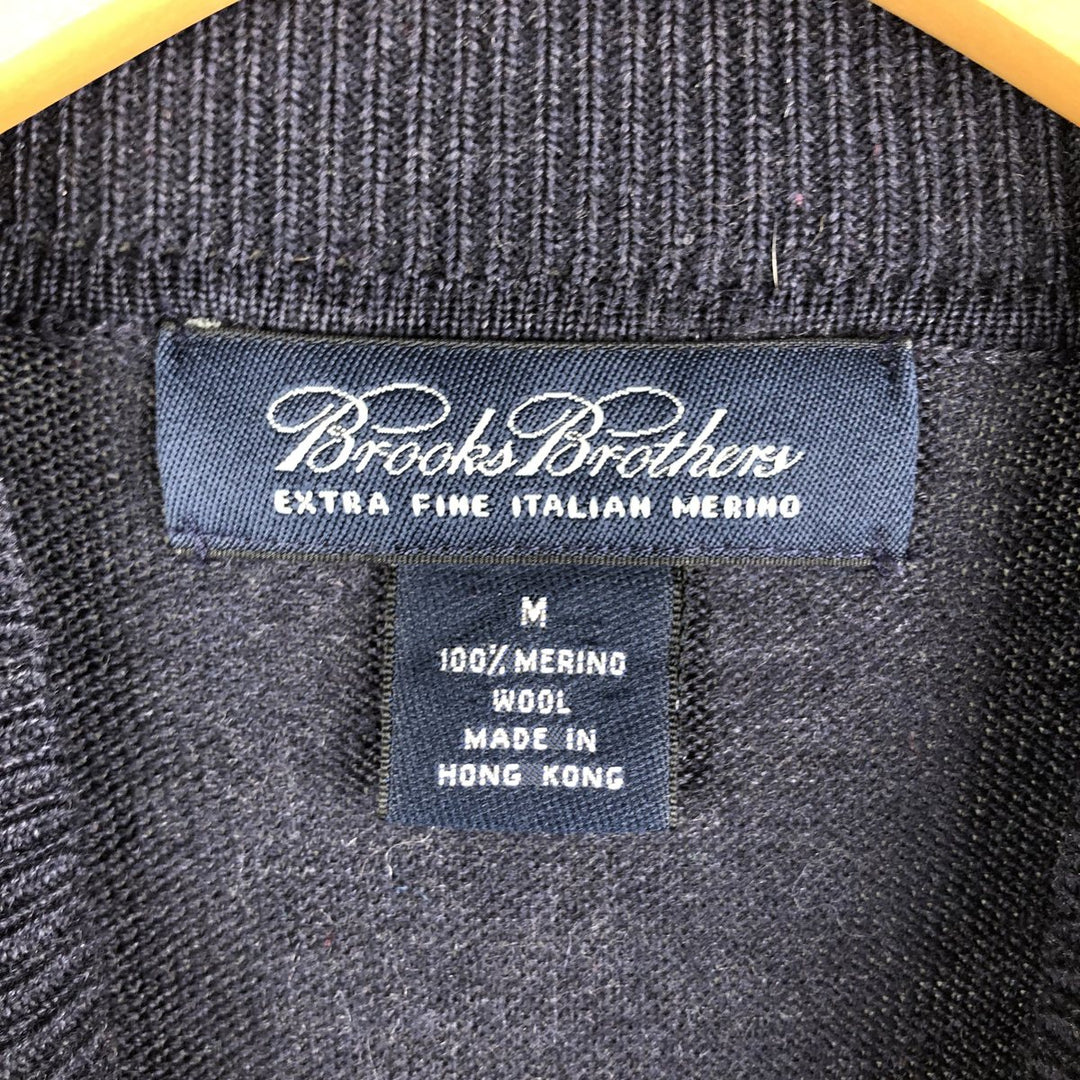 Brooks Brothers
EXTRA FINE ITALIAN MERINO
M
100% MERINO
WOOL
MADE IN
HONG KONG